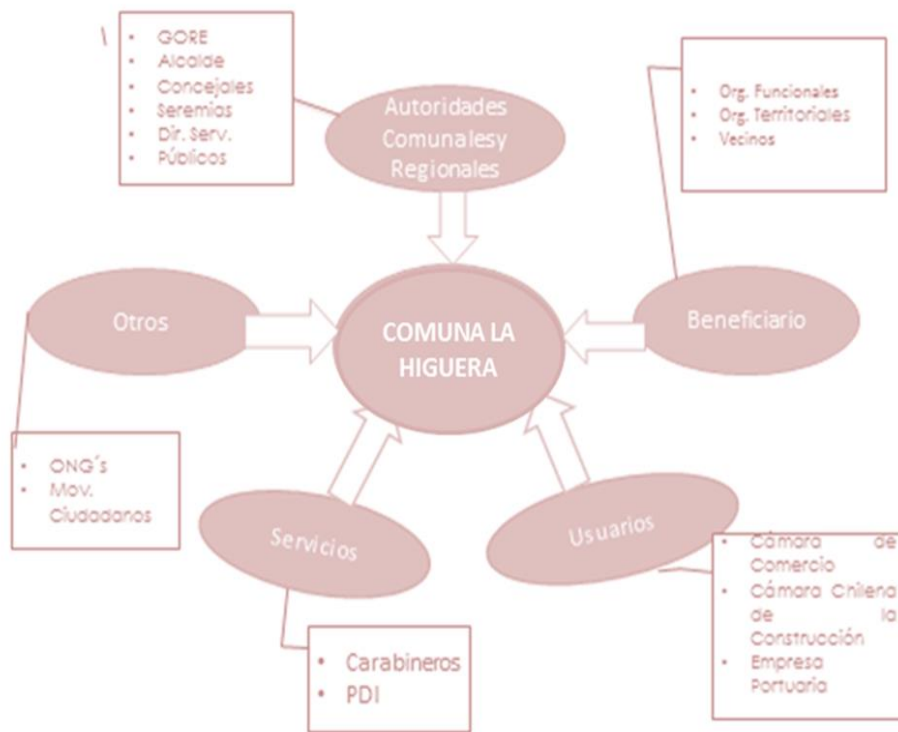 • GORE
• Alcalde
• Concejales
• Seremias
• Dir. Serv.
• Públicos
Autoridades
Comunalesy
Regionales
• Org. Funcionales
• Org. Territoriales
• Vecinos
Otros
COMUNA LA
HIGUERA
Beneficiario
• ONG´s
• Mov.
Ciudadanos
Servicios
Usuarios
• Carabineros
• PDI
• Cámara de
Comercio
• Cámara Chilena
de la
Construcción
• Empresa
Portuaria